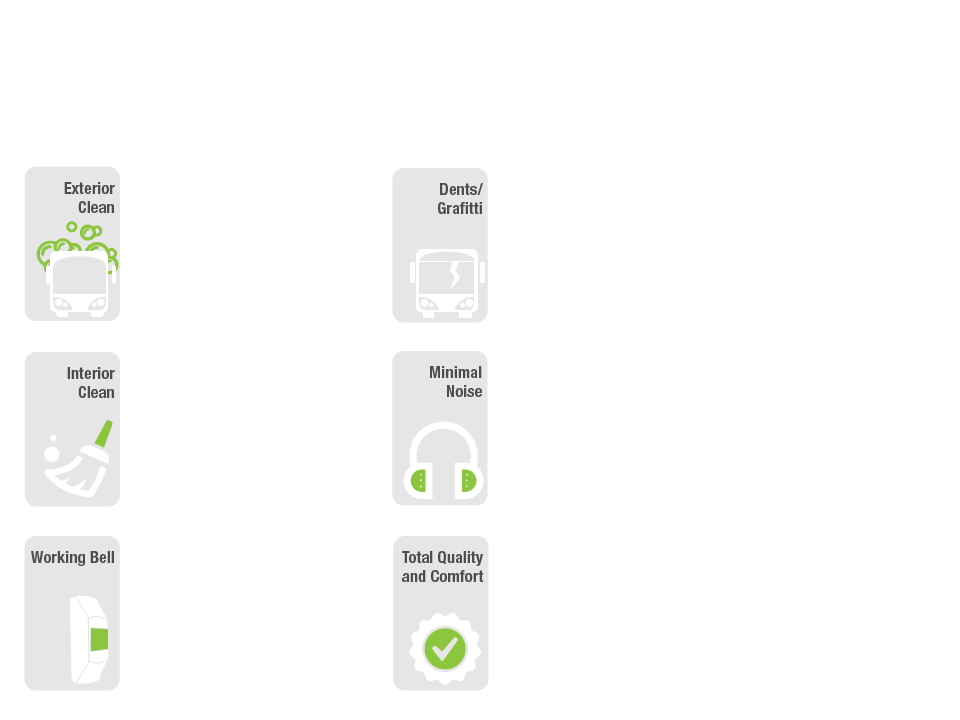 Exterior
Clean
Dents/
Grafitti
Interior
Clean
Minimal
Noise
Working Bell
Total Quality
and Comfort